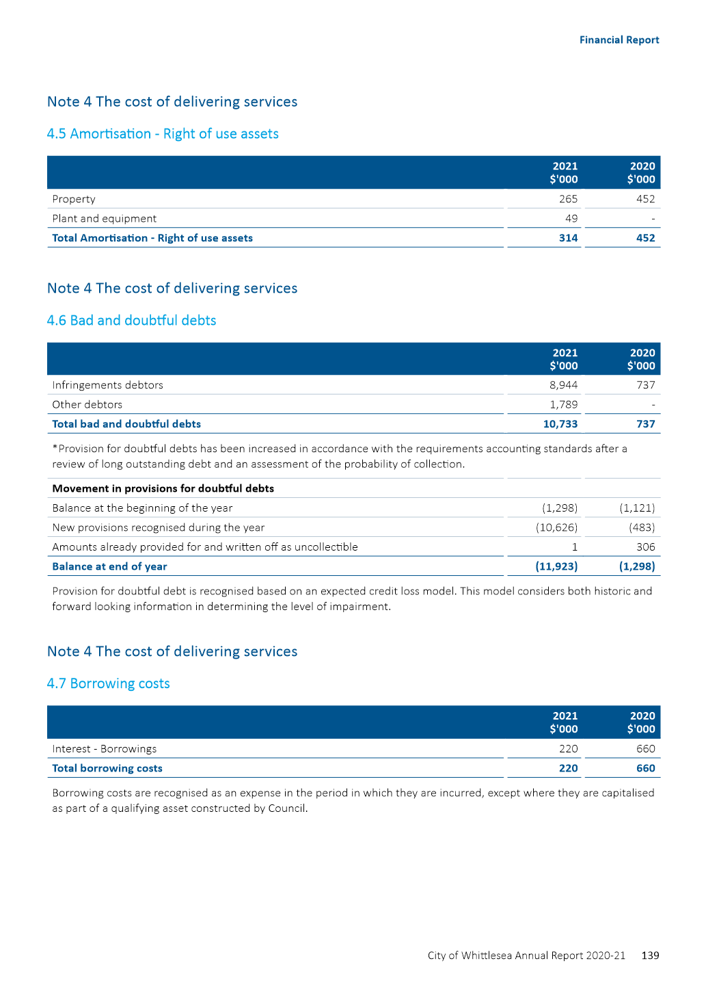 Financial Report
Note 4 The cost of delivering services
4.5 Amortisation - Right of use assets
2021 2020
$'000 $'000
Property 265 452
Plant and equipment 49 -
Total Amortisation - Right of use assets 314 452
Note 4 The cost of delivering services
4.6 Bad and doubtful debts
2021 2020
$'000 $'000
Infringements debtors 8,944 737
Other debtors 1,789 -
Total bad and doubtful debts 10,733 737
*Provision for doubtful debts has been increased in accordance with the requirements accounting standards after a
review of long outstanding debt and an assessment of the probability of collection.
Movement in provisions for doubtful debts
Balance at the beginning of the year (1,298) (1,121)
New provisions recognised during the year (10,626) (483)
Amounts already provided for and written off as uncollectible 1 306
Balance at end of year (11,923) (1,298)
Provision for doubtful debt is recognised based on an expected credit loss model. This model considers both historic and
forward looking information in determining the level of impairment.
Note 4 The cost of delivering services
4.7 Borrowing costs
2021 2020
$'000 $'000
Interest - Borrowings 220 660
Total borrowing costs 220 660
Borrowing costs are recognised as an expense in the period in which they are incurred, except where they are capitalised
as part of a qualifying asset constructed by Council.
City of Whittlesea Annual Report 2020-21 139